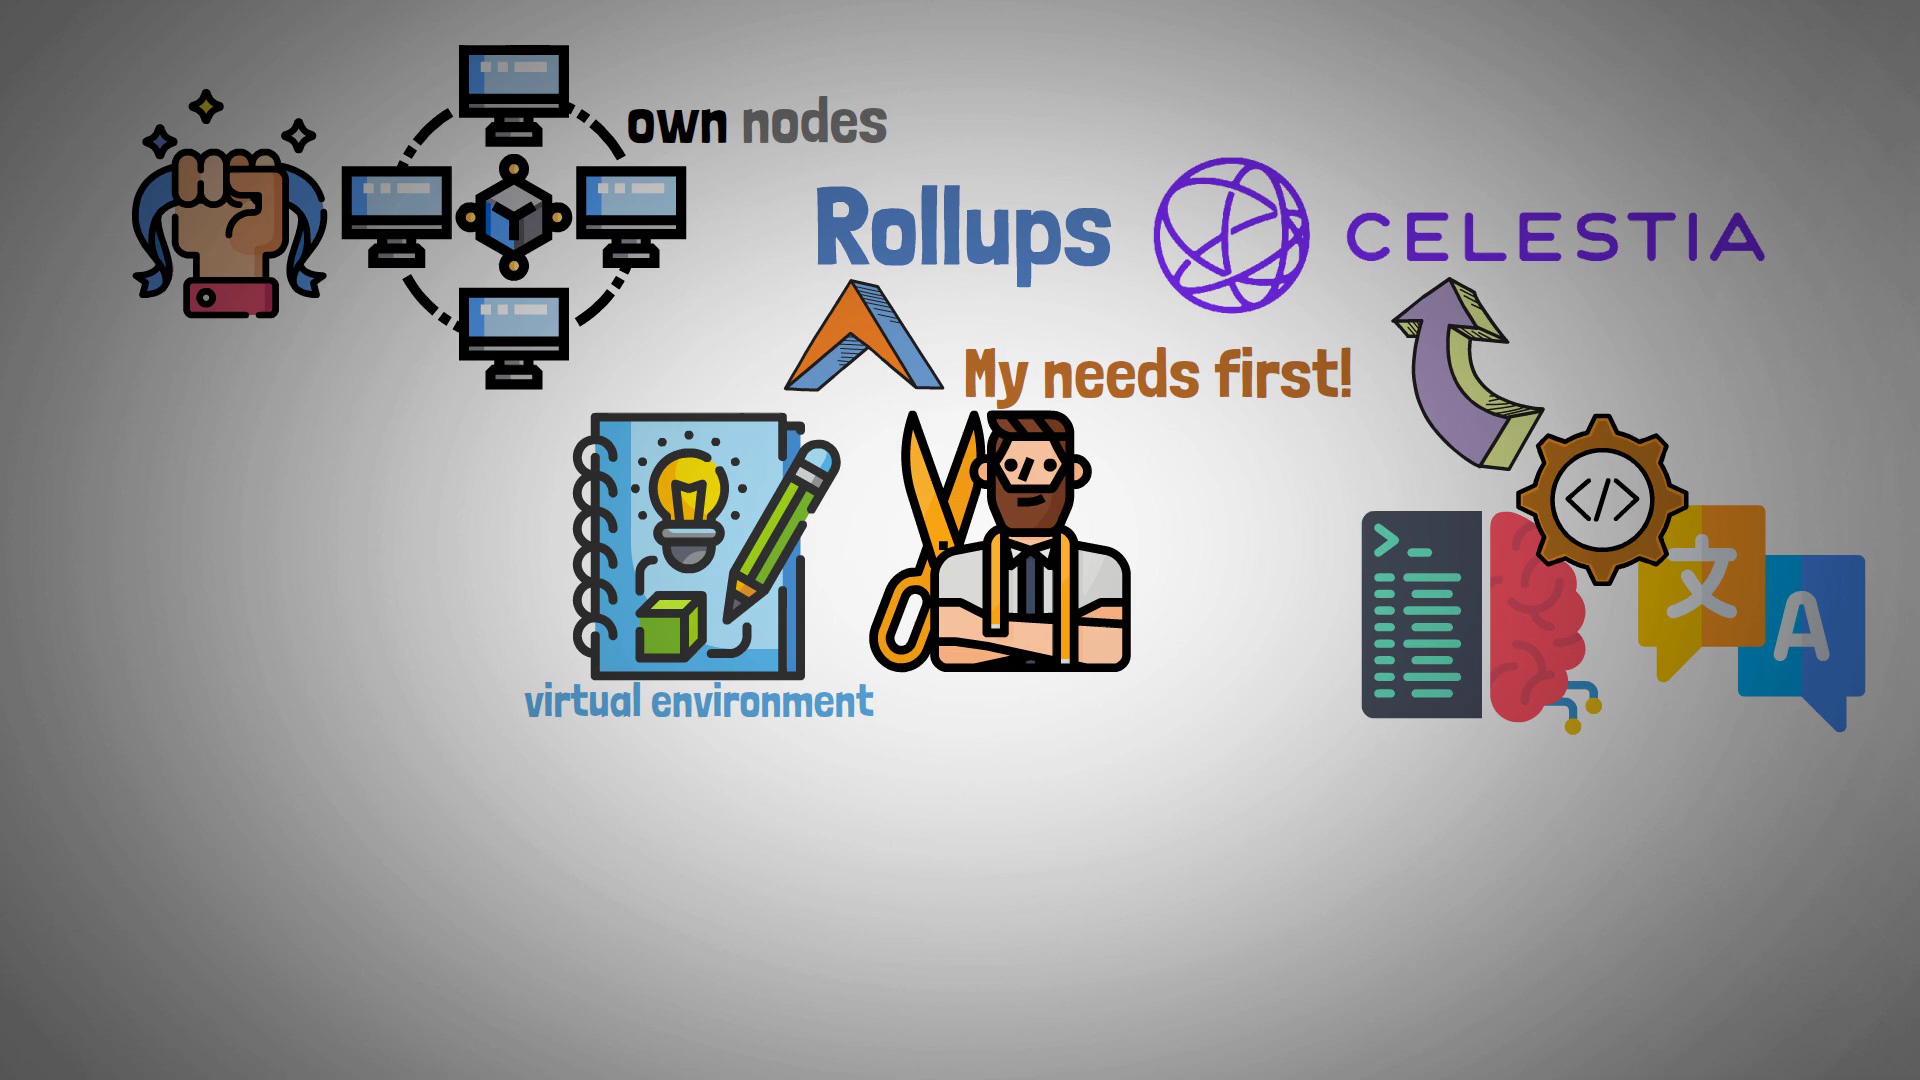 own nodes
Rollups
CELESTIA
My needs first!
</>
文
A
virtual environment